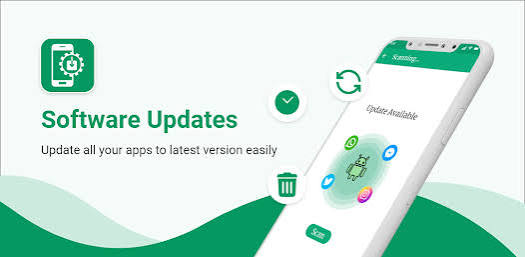 Software Updates
Update all your apps to latest version easily
Scanning...
Update Available
Scan